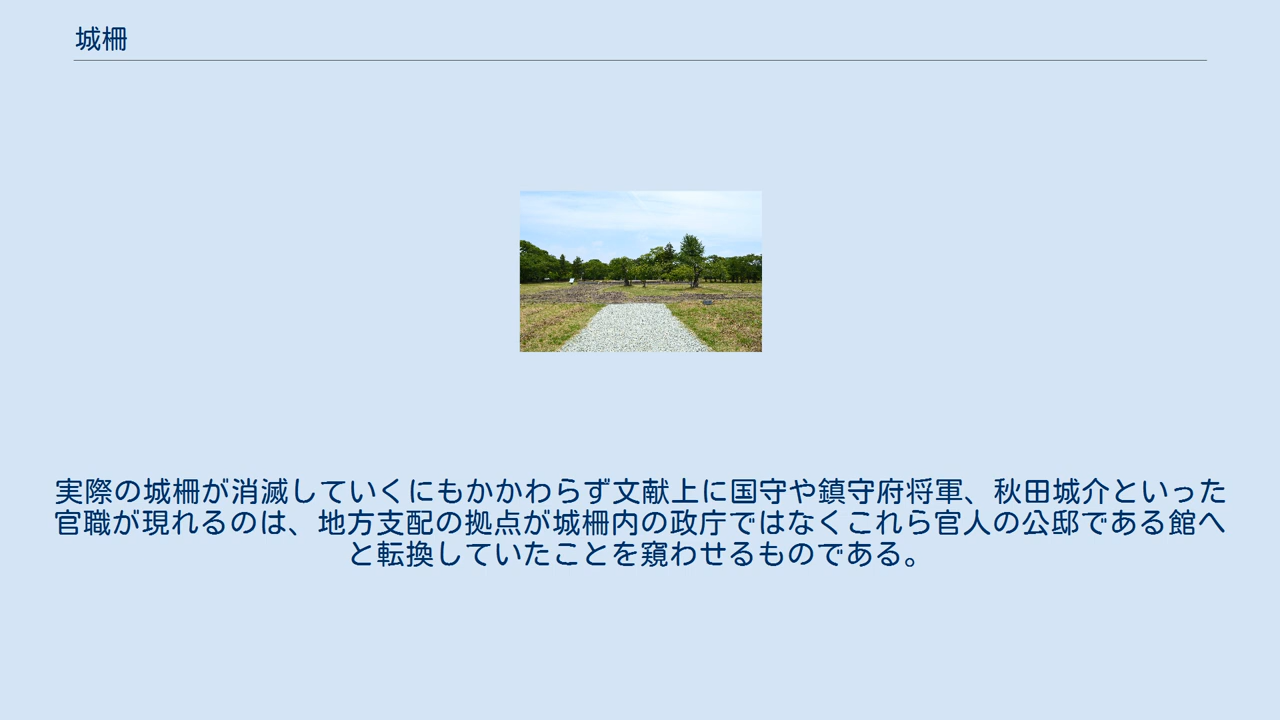 城柵
実際の城柵が消滅していくにもかかわらず文献上に国守や鎮守府将軍、秋田城介といった
官職が現れるのは、地方支配の拠点が城柵内の政庁ではなくこれら官人の公邸である館へ
と転換していたことを窺わせるものである。